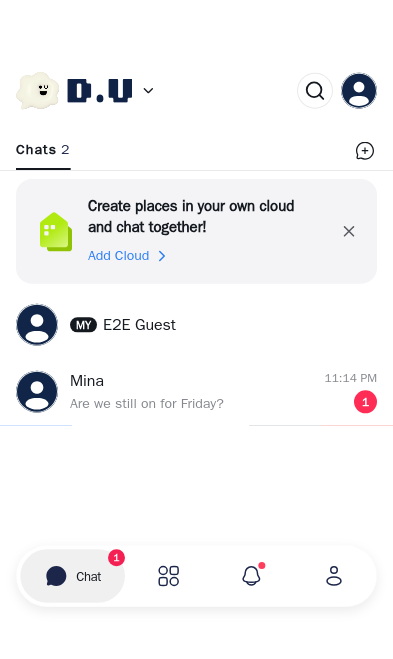 D.U
Chats 2
Create places in your own cloud
and chat together!
Add Cloud
MY E2E Guest
Mina
11:14 PM
Are we still on for Friday?
1
1
Chat